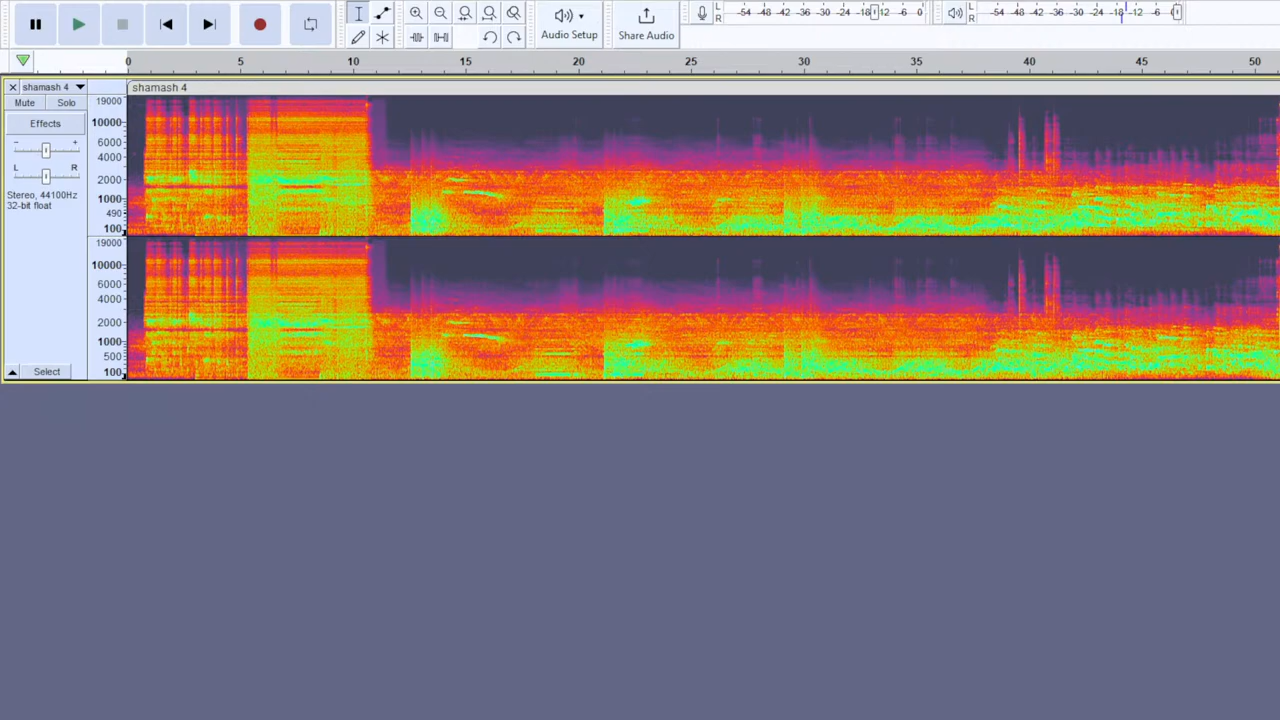 L
R
-54 -48 -42 -36 -30 -24 -18 -12 -6 0
L
R
-54 -48 -42 -36 -30 -24 -18 -12 -6 0
Audio Setup
Share Audio
0 5 10 15 20 25 30 35 40 45 50
shamash 4
shamash 4
Mute Solo
Effects
- +
L R
Stereo, 44100Hz
32-bit float
Select
19000
10000
6000
4000
2000
1000
490
100
19000
10000
6000
4000
2000
1000
500
100